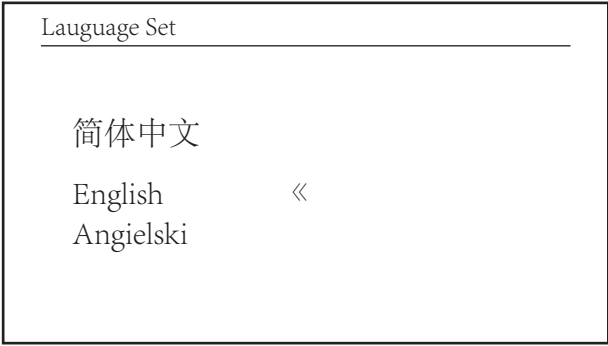 Lauguage Set
简体中文
English 《
Angielski